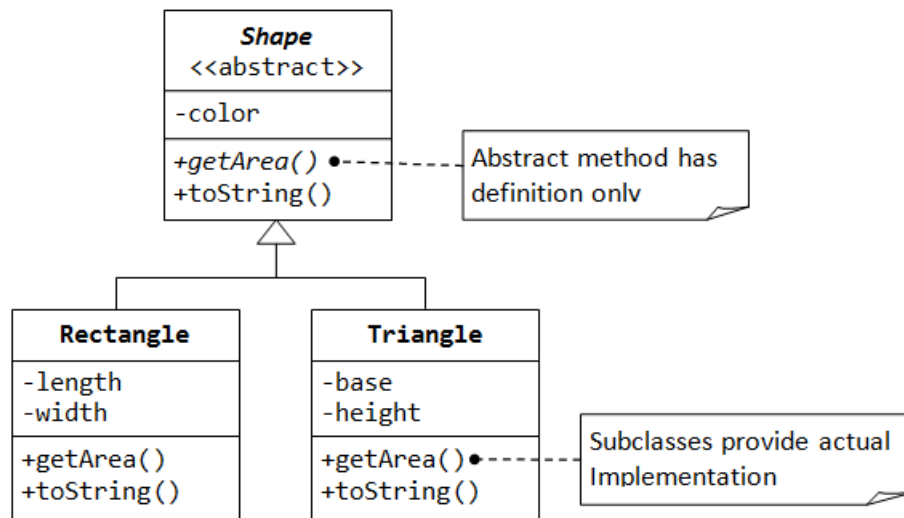 Shape
<<abstract>>
-color
+getArea()
+toString()
Abstract method has
definition only
Rectangle
-length
-width
+getArea()
+toString()
Triangle
-base
-height
+getArea()
+toString()
Subclasses provide actual
Implementation